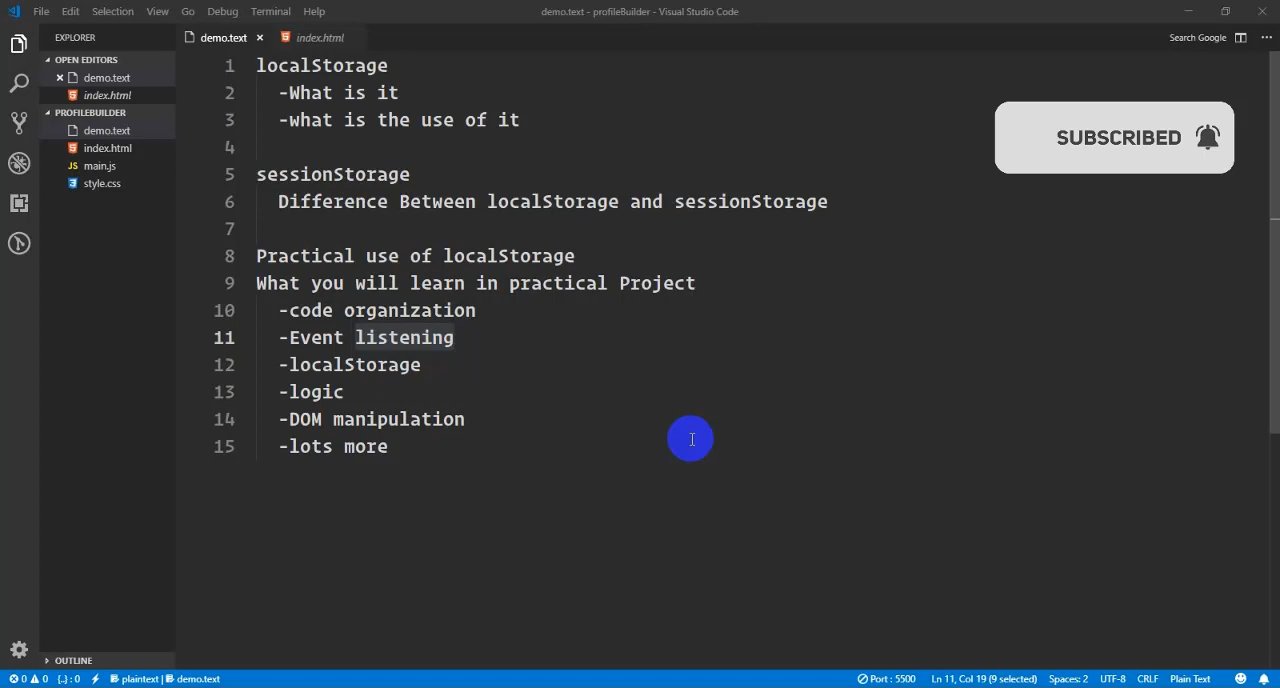 File Edit Selection View Go Debug Terminal Help
demo.text - profileBuilder - Visual Studio Code
EXPLORER
demo.text
index.html
Search Google
OPEN EDITORS
demo.text
index.html
PROFILEBUILDER
demo.text
index.html
JS main.js
style.css
1 localStorage
2 -What is it
3 -what is the use of it
4
5 sessionStorage
6 Difference Between localStorage and sessionStorage
7
8 Practical use of localStorage
9 What you will learn in practical Project
10 -code organization
11 -Event listening
12 -localStorage
13 -logic
14 -DOM manipulation
15 -lots more
SUBSCRIBED
OUTLINE
0 0 {..} : 0 plaintext | demo.text Port : 5500 Ln 11, Col 19 (9 selected) Spaces: 2 UTF-8 CRLF Plain Text